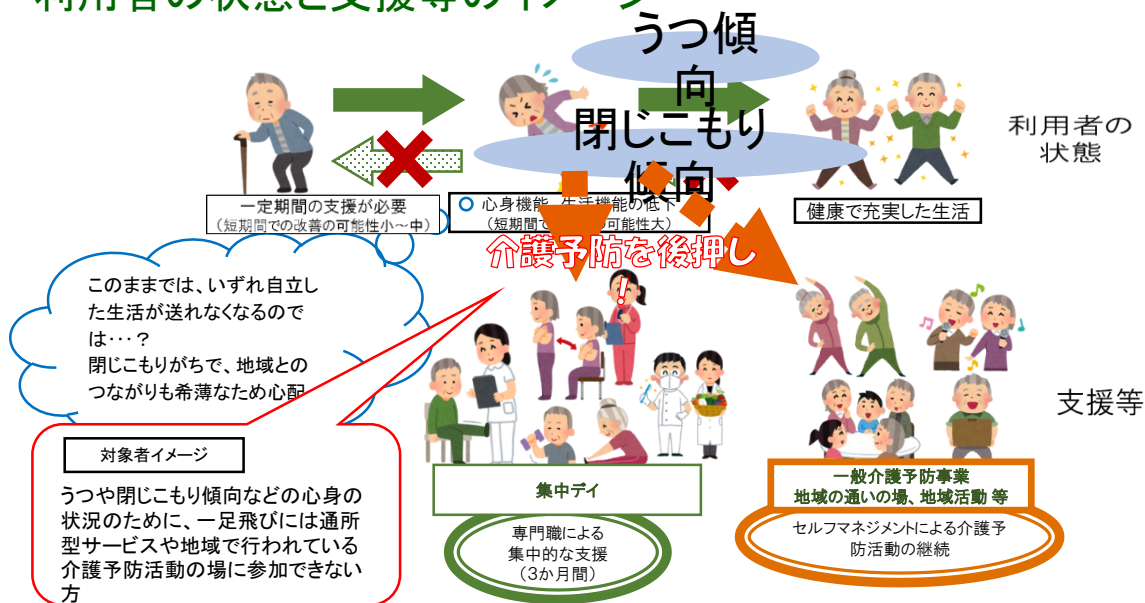 利用者の状態と支援等のイメージ
うつ傾
向
閉じこもり
傾向
利用者の
状態
一定期間の支援が必要
（短期間での改善の可能性小～中）
心身機能、生活機能の低下
（短期間で
可能性大）
健康で充実した生活
介護予防を後押し
！
このままでは、いずれ自立し
た生活が送れなくなるので
は・・・？
閉じこもりがちで、地域との
つながりも希薄なため心配
支援等
対象者イメージ
うつや閉じこもり傾向などの心身の
状況のために、一足飛びには通所
型サービスや地域で行われている
介護予防活動の場に参加できない
方
集中デイ
専門職による
集中的な支援
（3か月間）
一般介護予防事業
地域の通いの場、地域活動 等
セルフマネジメントによる介護予
防活動の継続